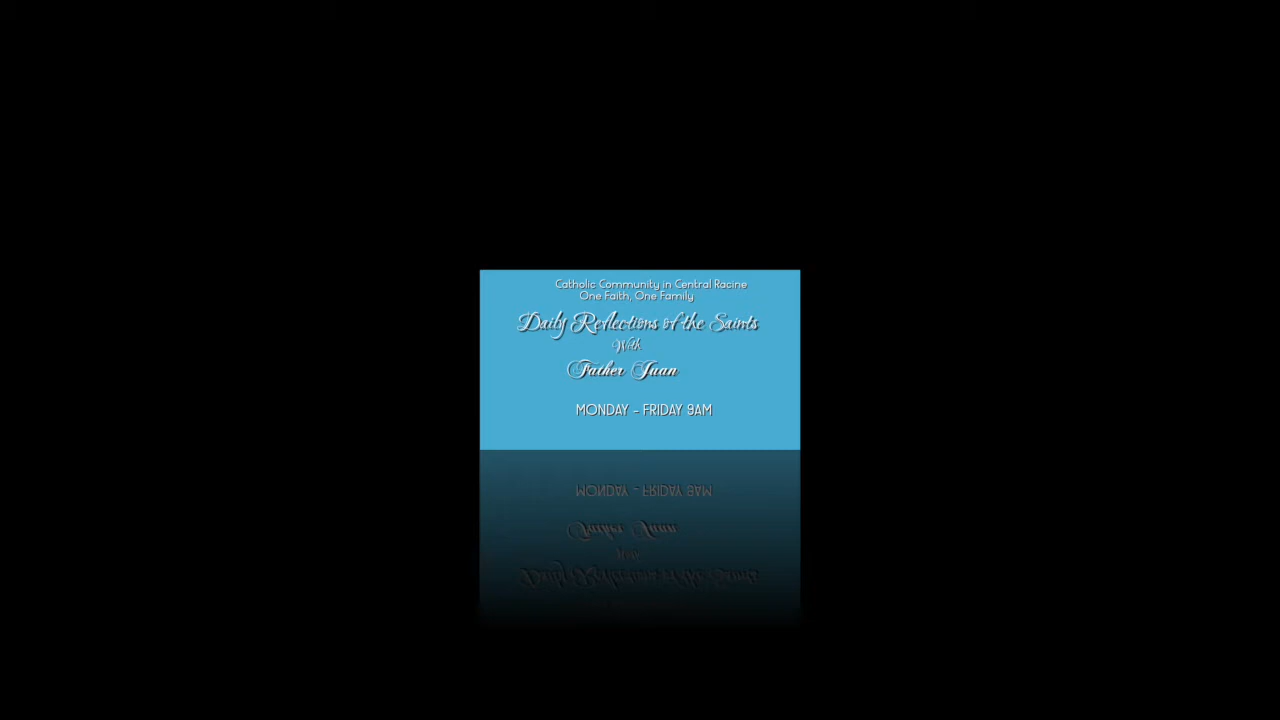 Catholic Community in Central Racine
One Faith, One Family
Daily Reflections of the Saints
With
Father Juan
MONDAY - FRIDAY 9AM